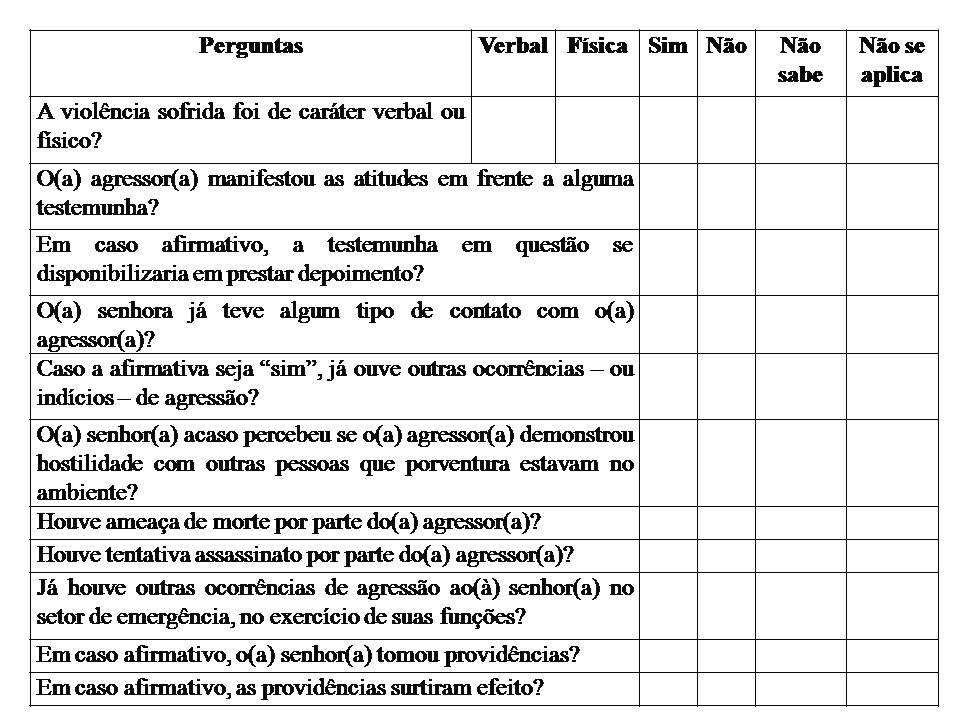 Perguntas Verbal Física Sim Não Não sabe Não se aplica
A violência sofrida foi de caráter verbal ou
físico?
O(a) agressor(a) manifestou as atitudes em frente a alguma
testemunha?
Em caso afirmativo, a testemunha em questão se
disponibilizaria em prestar depoimento?
O(a) senhora já teve algum tipo de contato com o(a)
agressor(a)?
Caso a afirmativa seja “sim”, já ouve outras ocorrências – ou
indícios – de agressão?
O(a) senhor(a) acaso percebeu se o(a) agressor(a) demonstrou
hostilidade com outras pessoas que porventura estavam no
ambiente?
Houve ameaça de morte por parte do(a) agressor(a)?
Houve tentativa assassinato por parte do(a) agressor(a)?
Já houve outras ocorrências de agressão ao(à) senhor(a) no
setor de emergência, no exercício de suas funções?
Em caso afirmativo, o(a) senhor(a) tomou providências?
Em caso afirmativo, as providências surtiram efeito?